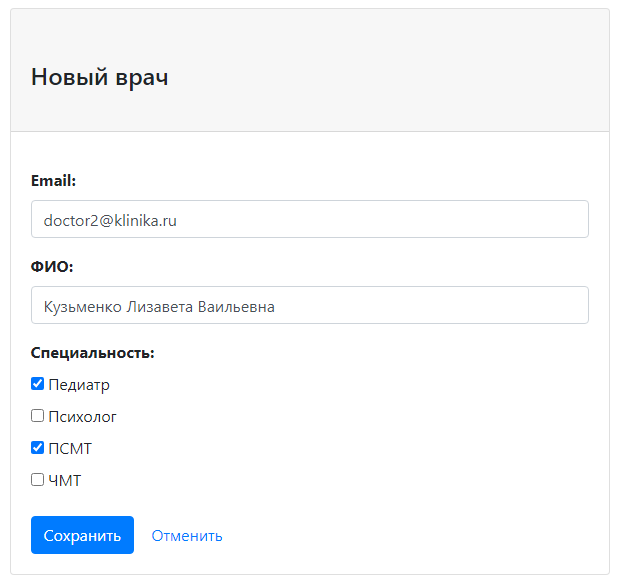 Новый врач
Email:
doctor2@klinika.ru
ФИО:
Кузьменко Лизавета Ваильевна
Специальность:
Педиатр
Психолог
ПСМТ
ЧМТ
Сохранить Отменить